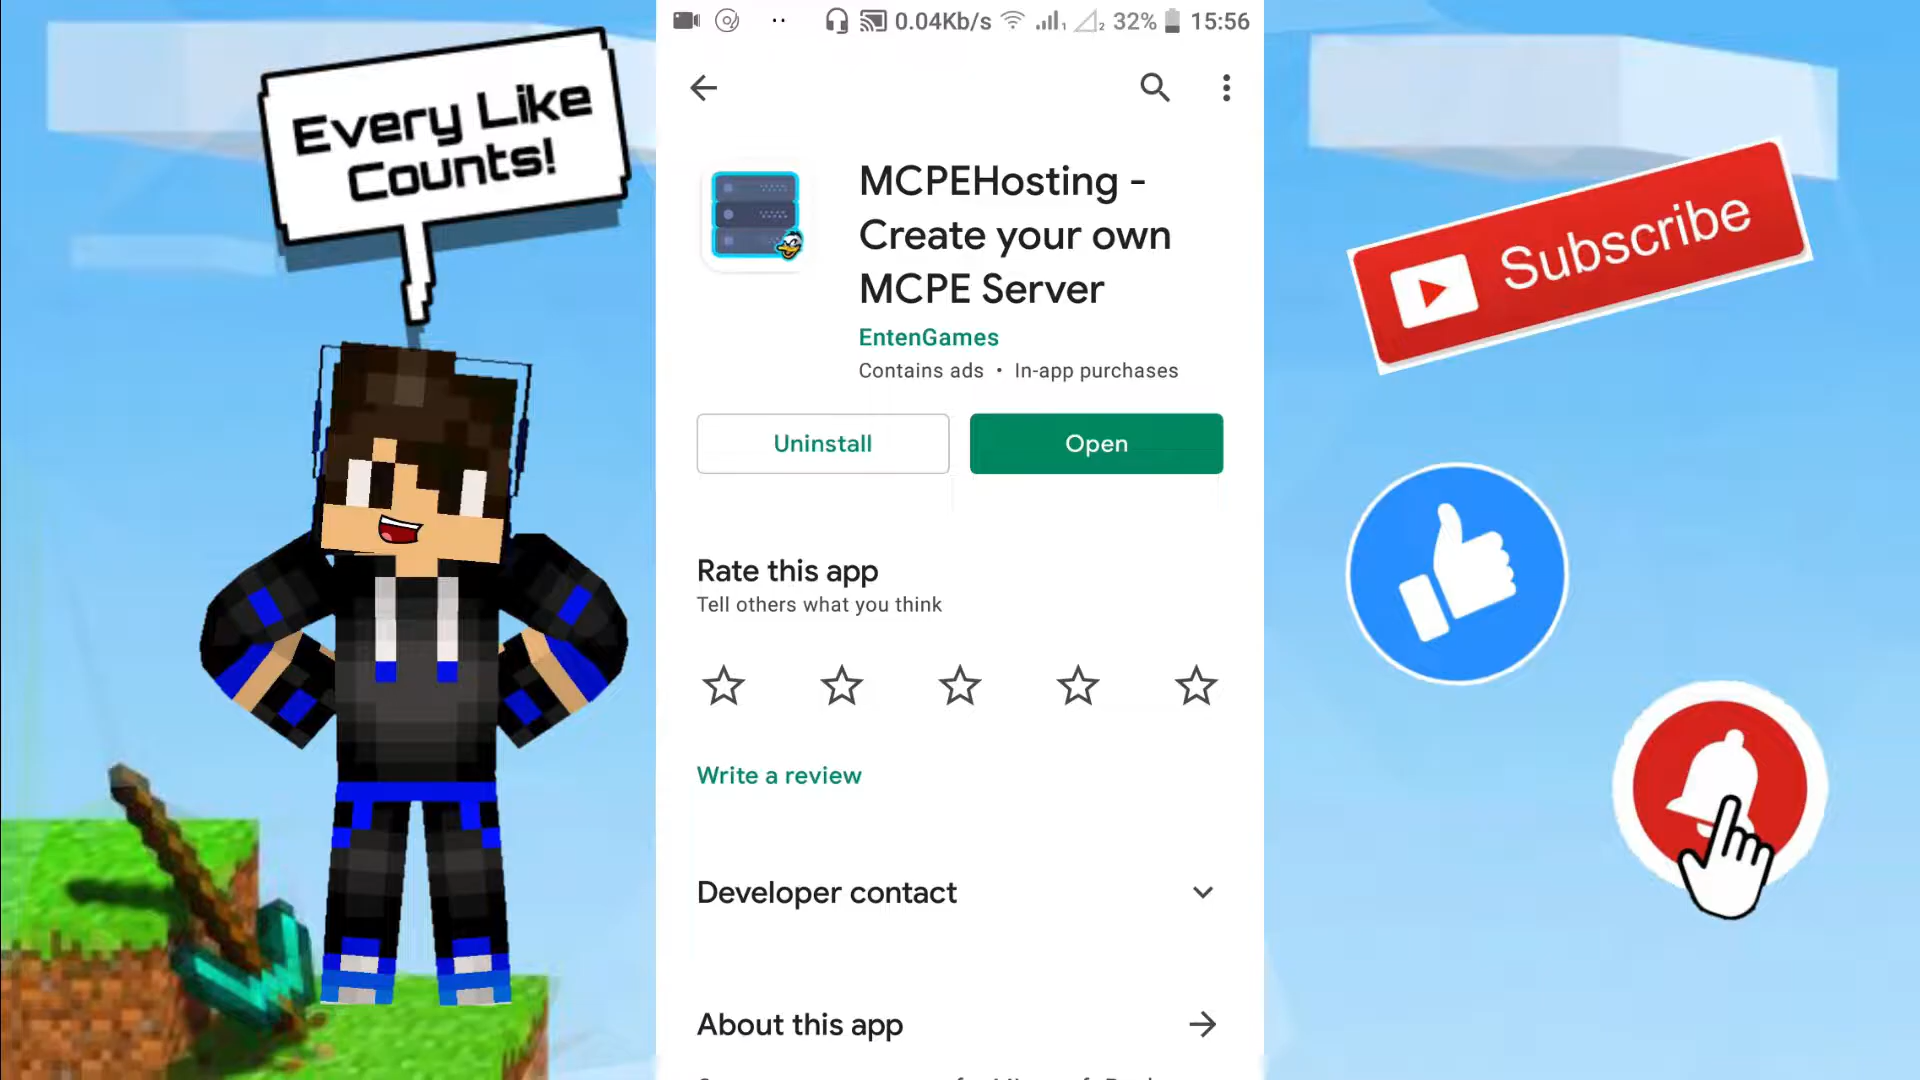 Every Like
Counts!
0.04Kb/s
32%
15:56
MCPEHosting -
Create your own
MCPE Server
EntenGames
Contains ads • In-app purchases
Uninstall
Open
Rate this app
Tell others what you think
Write a review
Developer contact
About this app
Subscribe